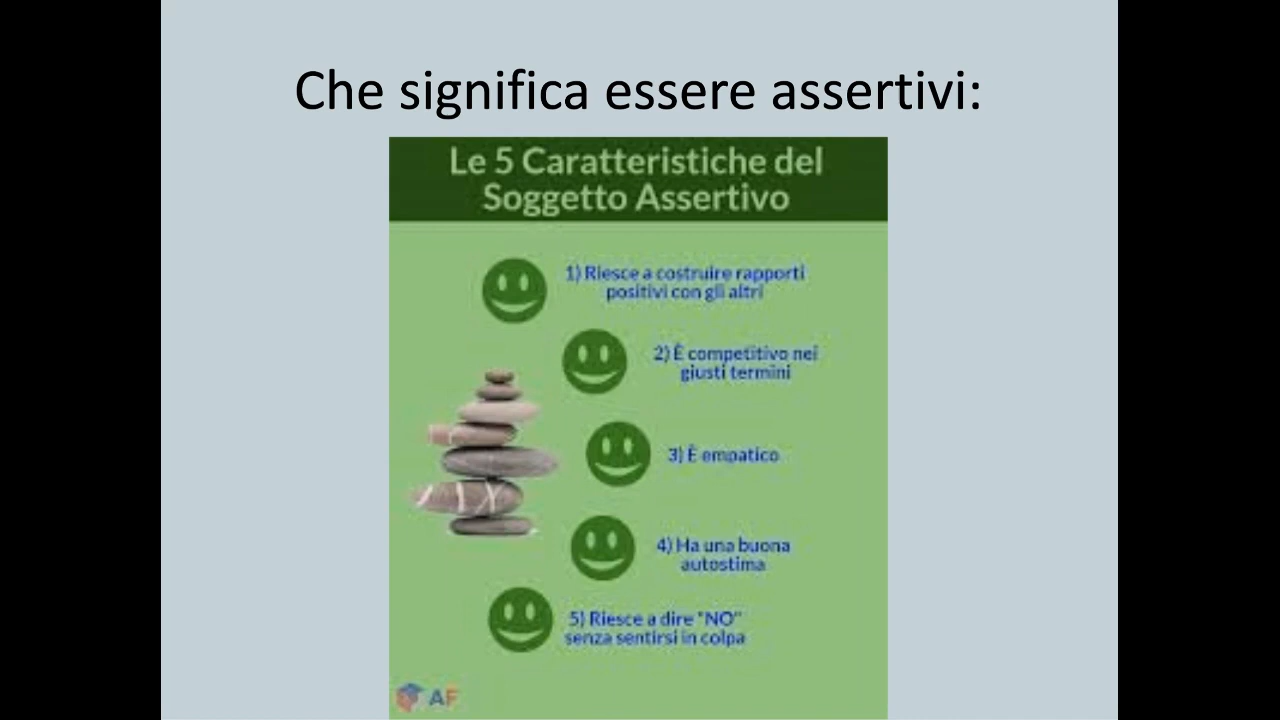 Che significa essere assertivi:
Le 5 Caratteristiche del
Soggetto Assertivo
1) Riesce a costruire rapporti
positivi con gli altri
2) È competitivo nei
giusti termini
3) È empatico
4) Ha una buona
autostima
5) Riesce a dire "NO"
senza sentirsi in colpa
AF